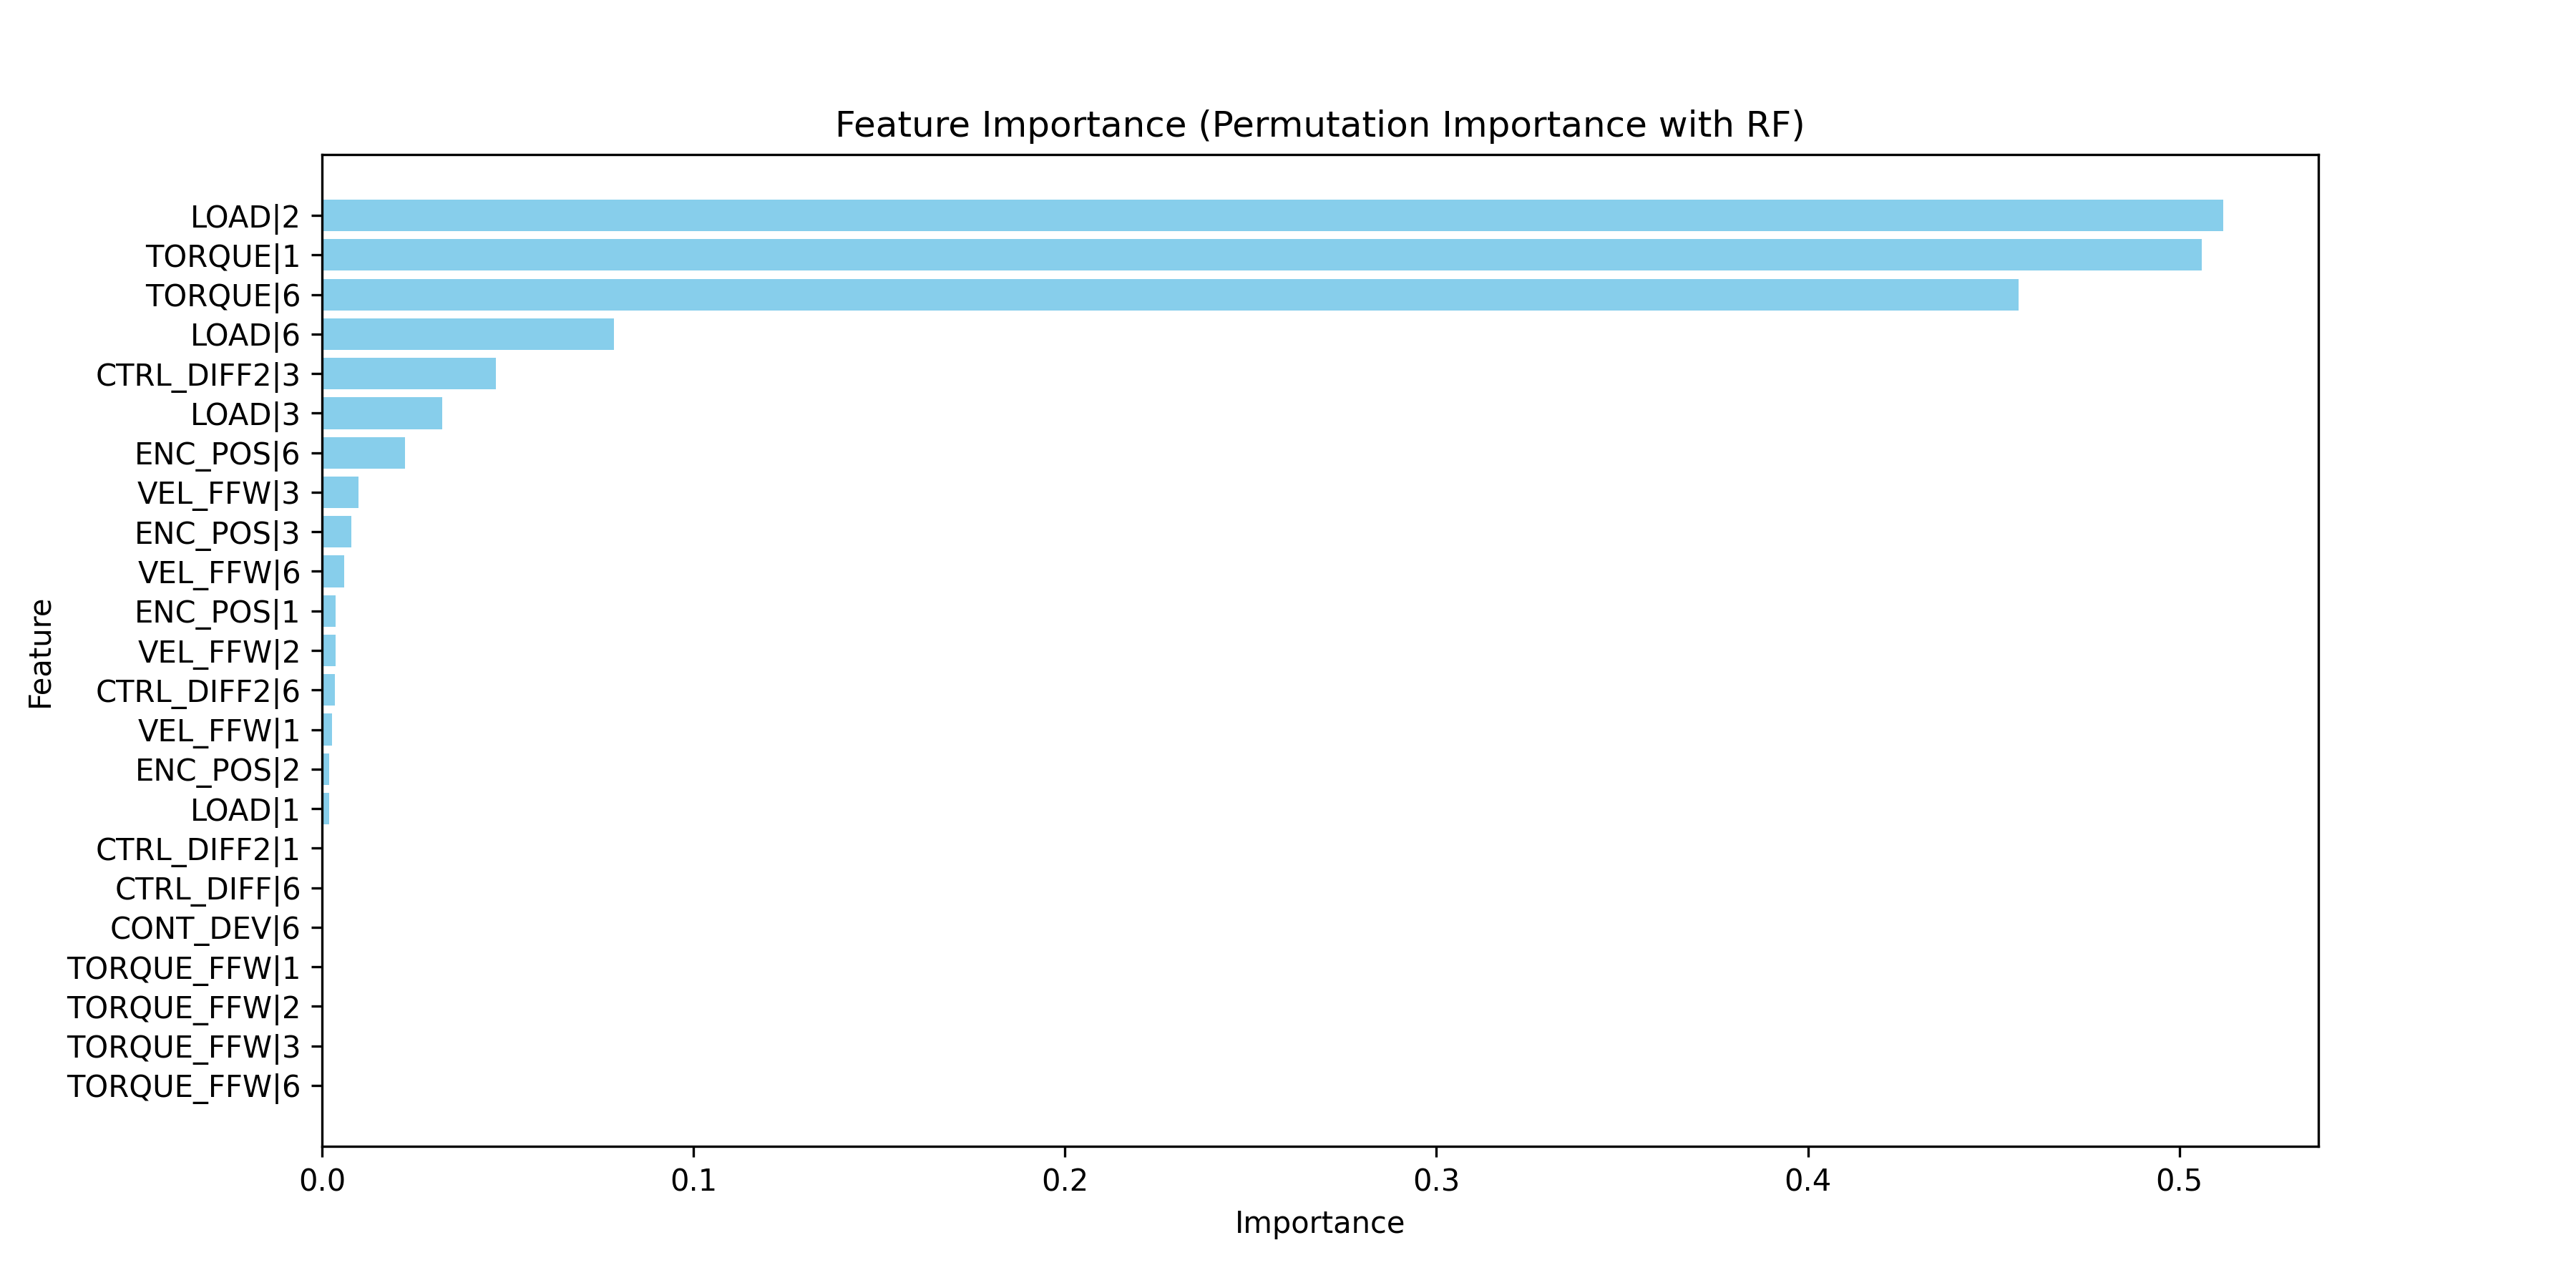 Feature Importance (Permutation Importance with RF)
LOAD|2
TORQUE|1
TORQUE|6
LOAD|6
CTRL_DIFF2|3
LOAD|3
ENC_POS|6
VEL_FFW|3
ENC_POS|3
VEL_FFW|6
ENC_POS|1
VEL_FFW|2
CTRL_DIFF2|6
VEL_FFW|1
ENC_POS|2
LOAD|1
CTRL_DIFF2|1
CTRL_DIFF|6
CONT_DEV|6
TORQUE_FFW|1
TORQUE_FFW|2
TORQUE_FFW|3
TORQUE_FFW|6
Feature
0.0 0.1 0.2 0.3 0.4 0.5
Importance